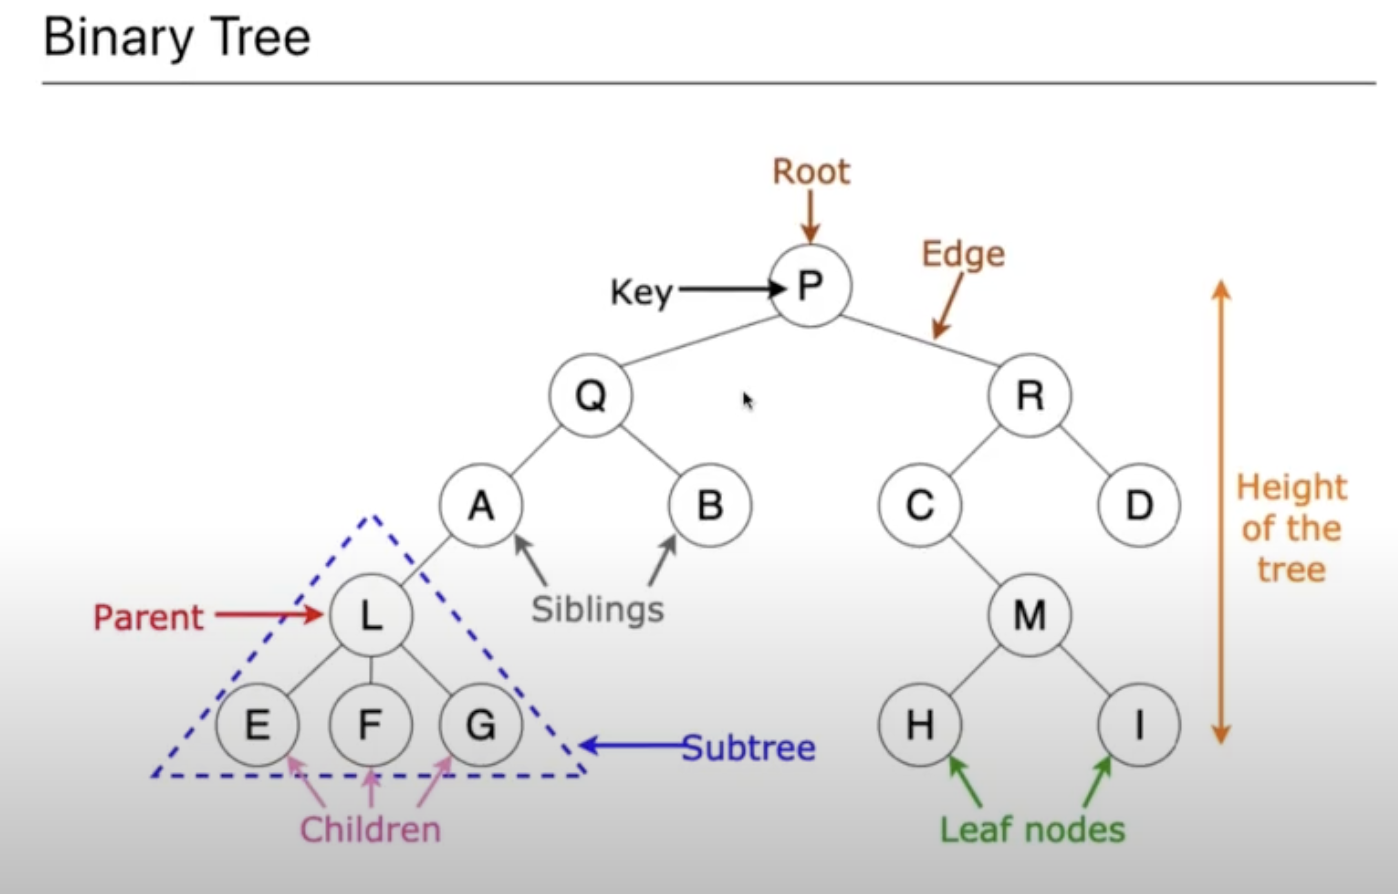 Binary Tree
Root
Edge
Key
P
Q
R
A
B
C
D
Height
of the
tree
Siblings
Parent
L
M
E
F
G
H
I
Subtree
Children
Leaf nodes